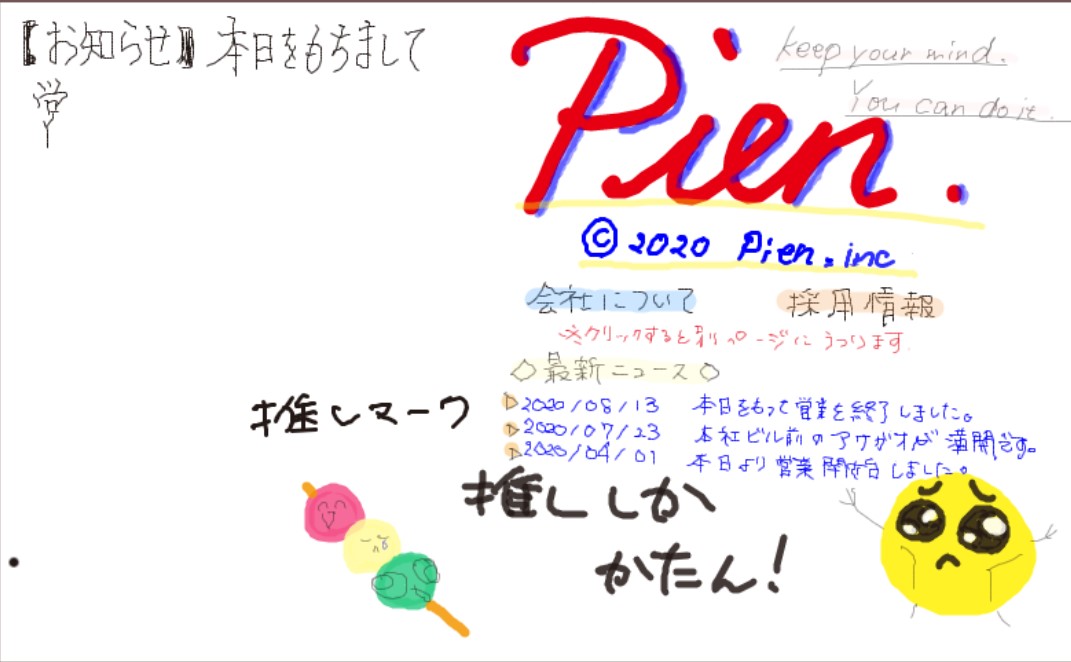 【お知らせ】本日をもちまして
営
Pien.
keep your mind.
You can do it.
© 2020 Pien.inc
会社について
採用情報
※クリックすると別ページにうつります。
◇最新ニュース◇
▷2020/08/13 本日をもって営業を終了しました。
▷2020/07/23 本社ビル前のアサガオが満開です。
▷2020/04/01 本日より営業開始しました。
推しマーク
推ししか
かたん!